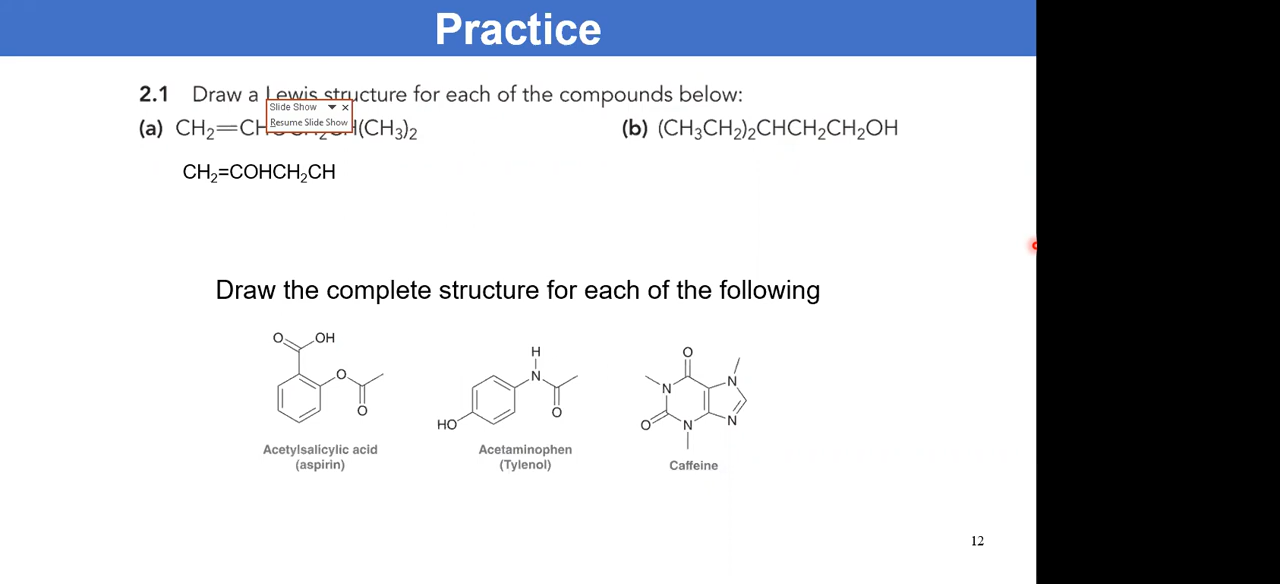 Practice
2.1 Draw a Lewis structure for each of the compounds below:
Slide Show
Resume Slide Show
(a) CH₂=CH (CH₃)₂
(b) (CH₃CH₂)₂CHCH₂CH₂OH
CH₂=COHCH₂CH
Draw the complete structure for each of the following
O OH
O
O
Acetylsalicylic acid
(aspirin)
H
N
O
HO
Acetaminophen
(Tylenol)
O
N N
O N N
Caffeine
12